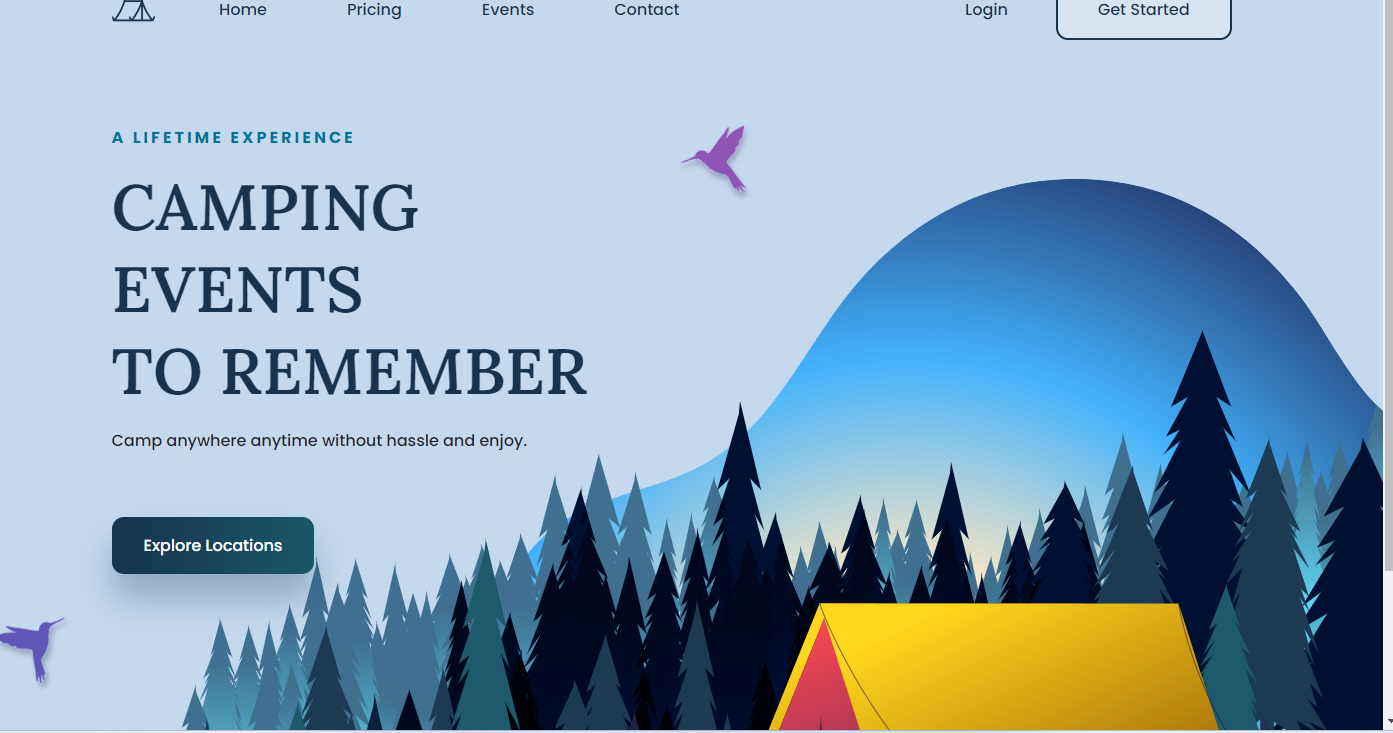 Home Pricing Events Contact Login Get Started
A LIFETIME EXPERIENCE
CAMPING
EVENTS
TO REMEMBER
Camp anywhere anytime without hassle and enjoy.
Explore Locations